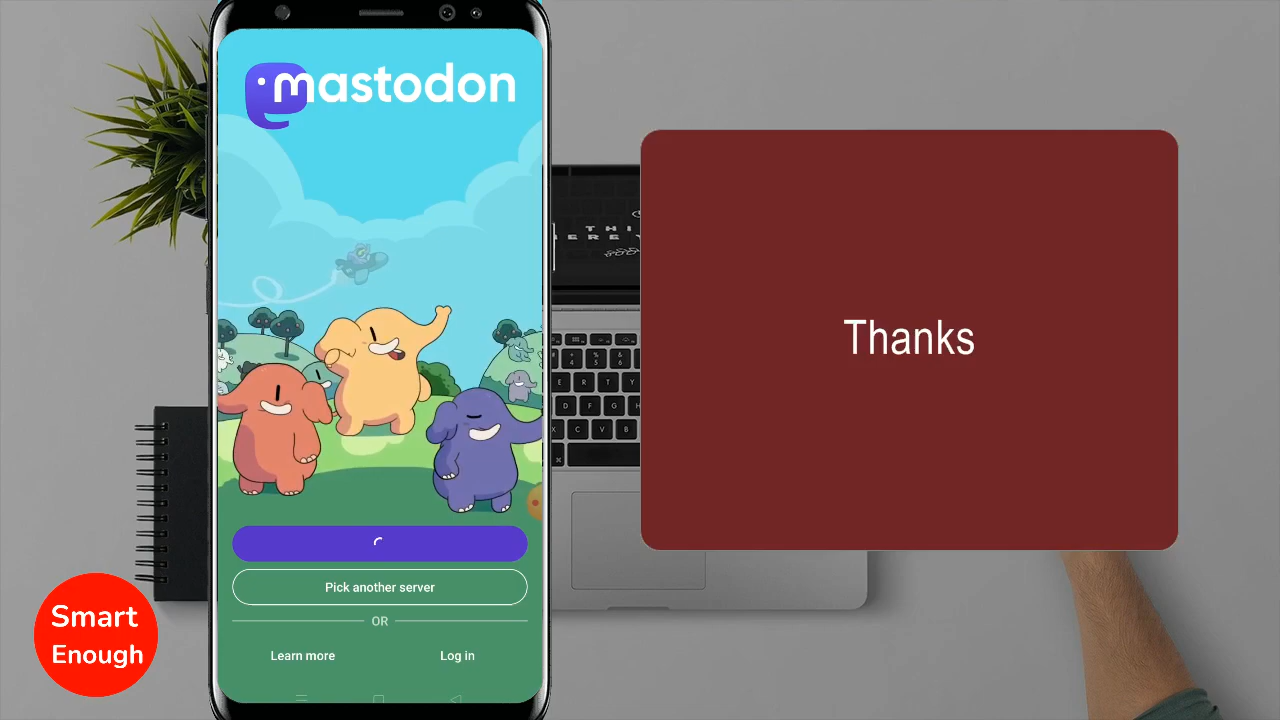 mastodon
Thanks
Pick another server
OR
Learn more
Log in
Smart
Enough